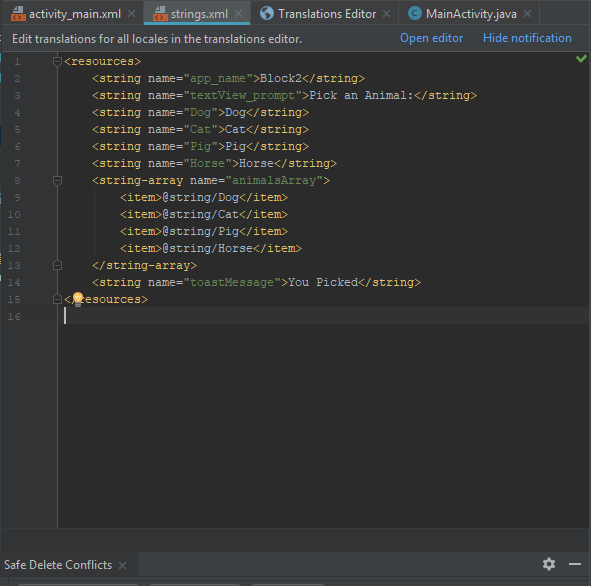 activity_main.xml strings.xml Translations Editor MainActivity.java
Edit translations for all locales in the translations editor. Open editor Hide notification
1 <resources>
2 <string name="app_name">Block2</string>
3 <string name="textView_prompt">Pick an Animal:</string>
4 <string name="Dog">Dog</string>
5 <string name="Cat">Cat</string>
6 <string name="Pig">Pig</string>
7 <string name="Horse">Horse</string>
8 <string-array name="animalsArray">
9 <item>@string/Dog</item>
10 <item>@string/Cat</item>
11 <item>@string/Pig</item>
12 <item>@string/Horse</item>
13 </string-array>
14 <string name="toastMessage">You Picked</string>
15 </resources>
16
Safe Delete Conflicts